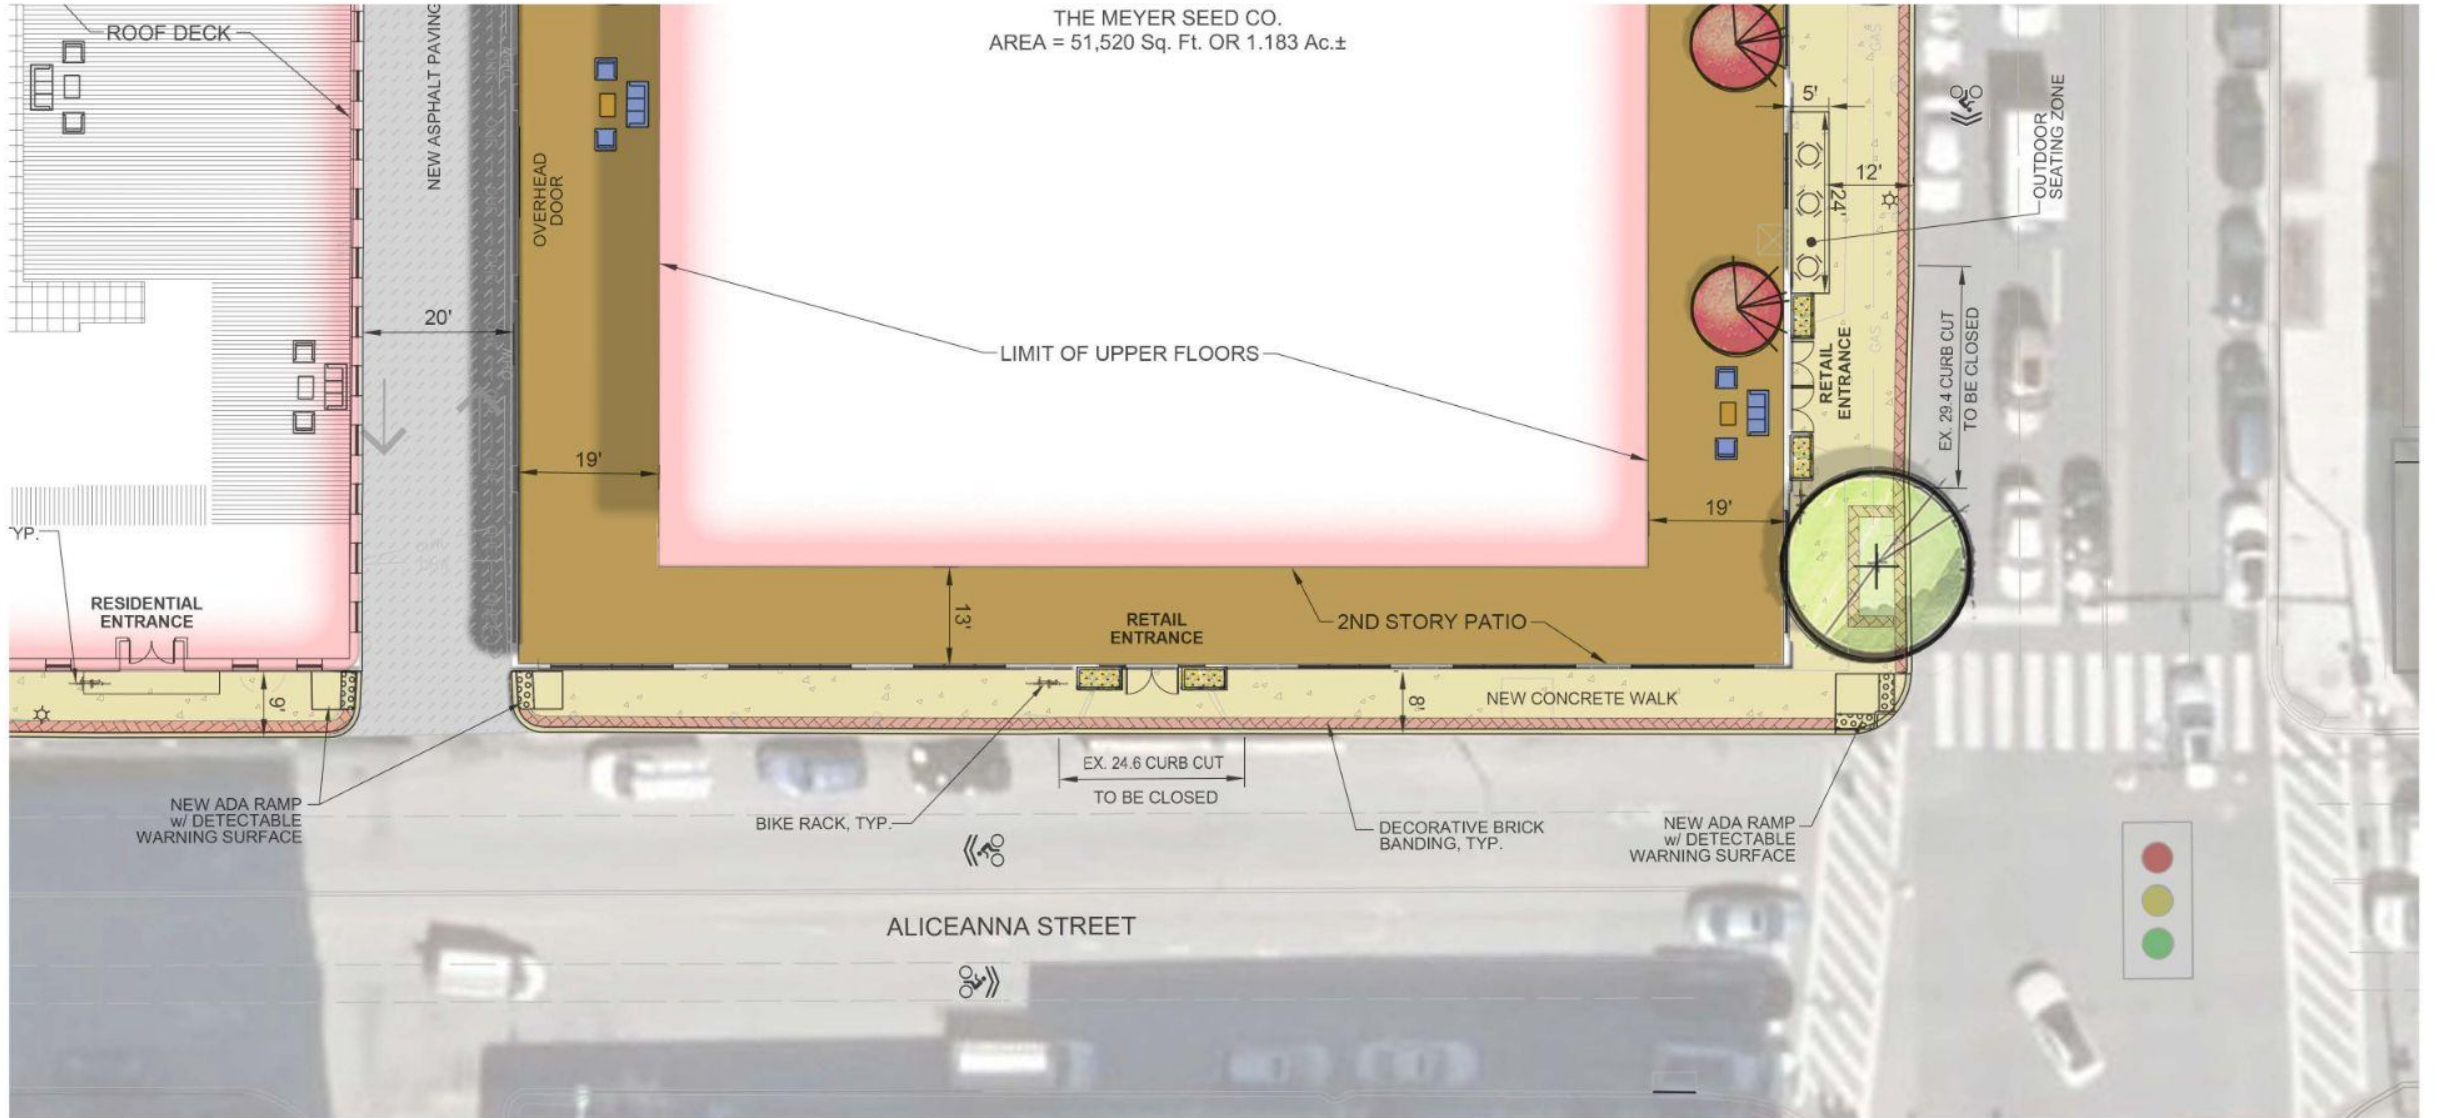 THE MEYER SEED CO.
AREA = 51,520 Sq. Ft. OR 1.183 Ac.±
ROOF DECK
NEW ASPHALT PAVING
OVERHEAD
DOOR
5'
GAS
12'
24'
OUTDOOR
SEATING ZONE
20'
LIMIT OF UPPER FLOORS
RETAIL
ENTRANCE
GAS
EX. 29.4 CURB CUT
TO BE CLOSED
19'
19'
YP.
RESIDENTIAL
ENTRANCE
13'
RETAIL
ENTRANCE
2ND STORY PATIO
9'
8'
NEW CONCRETE WALK
EX. 24.6 CURB CUT
TO BE CLOSED
NEW ADA RAMP
w/ DETECTABLE
WARNING SURFACE
BIKE RACK, TYP.
DECORATIVE BRICK
BANDING, TYP.
NEW ADA RAMP
w/ DETECTABLE
WARNING SURFACE
ALICEANNA STREET